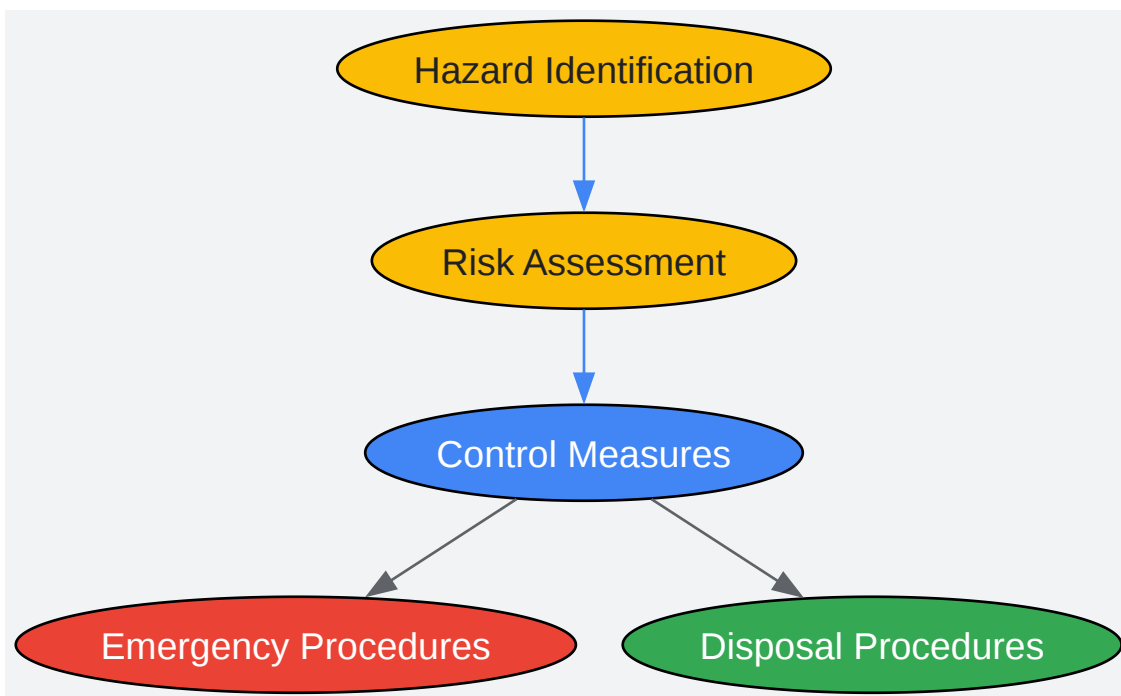 Hazard Identification
Risk Assessment
Control Measures
Emergency Procedures
Disposal Procedures